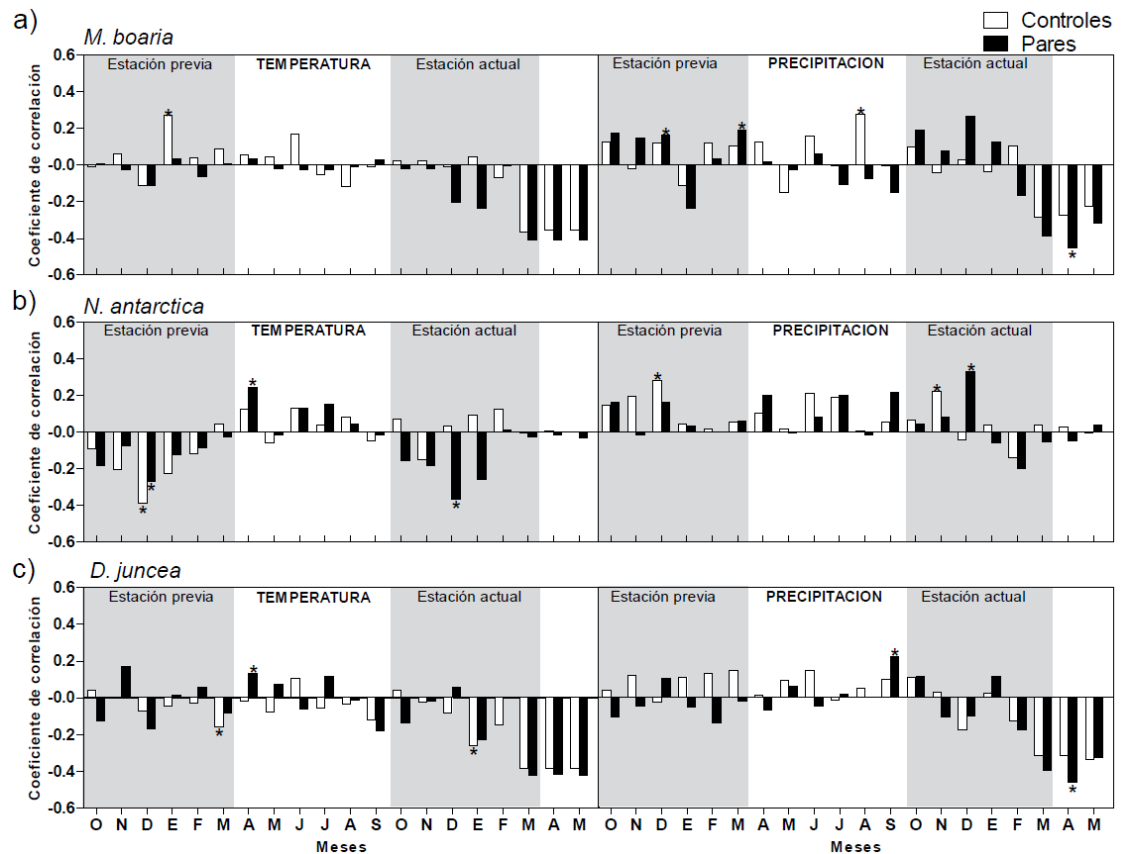 a)
M. boaria
Controles
Pares
Coeficiente de correlación
0.6
0.4
0.2
-0.0
-0.2
-0.4
-0.6
Estación previa TEMPERATURA Estación actual Estación previa PRECIPITACION Estación actual
* * * * *
b)
N. antarctica
Coeficiente de correlación
0.6
0.4
0.2
-0.0
-0.2
-0.4
-0.6
Estación previa TEMPERATURA Estación actual Estación previa PRECIPITACION Estación actual
* * * * * * *
c)
D. juncea
Coeficiente de correlación
0.6
0.4
0.2
-0.0
-0.2
-0.4
-0.6
Estación previa TEMPERATURA Estación actual Estación previa PRECIPITACION Estación actual
* * * * *
O N D E F M A M J J A S O N D E F M A M O N D E F M A M J J A S O N D E F M A M
Meses Meses